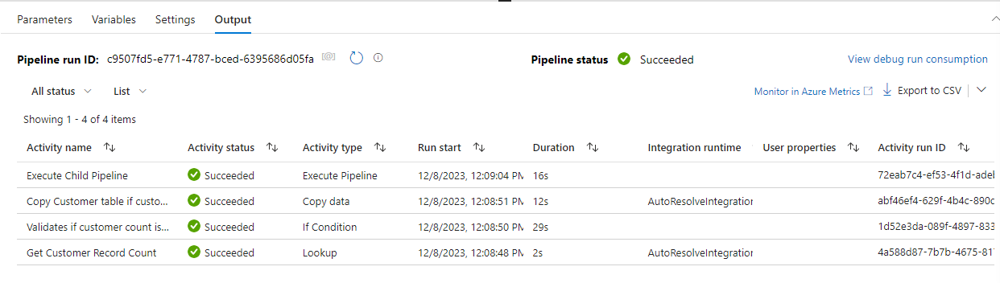 Parameters Variables Settings Output
Pipeline run ID: c9507fd5-e771-4787-bced-6395686d05fa Pipeline status Succeeded View debug run consumption
All status List Monitor in Azure Metrics Export to CSV
Showing 1 - 4 of 4 items
Activity name Activity status Activity type Run start Duration Integration runtime User properties Activity run ID
Execute Child Pipeline Succeeded Execute Pipeline 12/8/2023, 12:09:04 PM 16s 72eab7c4-ef53-4f1d-adeb
Copy Customer table if custo... Succeeded Copy data 12/8/2023, 12:08:51 PM 12s AutoResolveIntegration abf46ef4-629f-4b4c-890c
Validates if customer count is... Succeeded If Condition 12/8/2023, 12:08:50 PM 29s 1d52e3da-089f-4897-833
Get Customer Record Count Succeeded Lookup 12/8/2023, 12:08:48 PM 2s AutoResolveIntegration 4a588d87-7b7b-4675-817